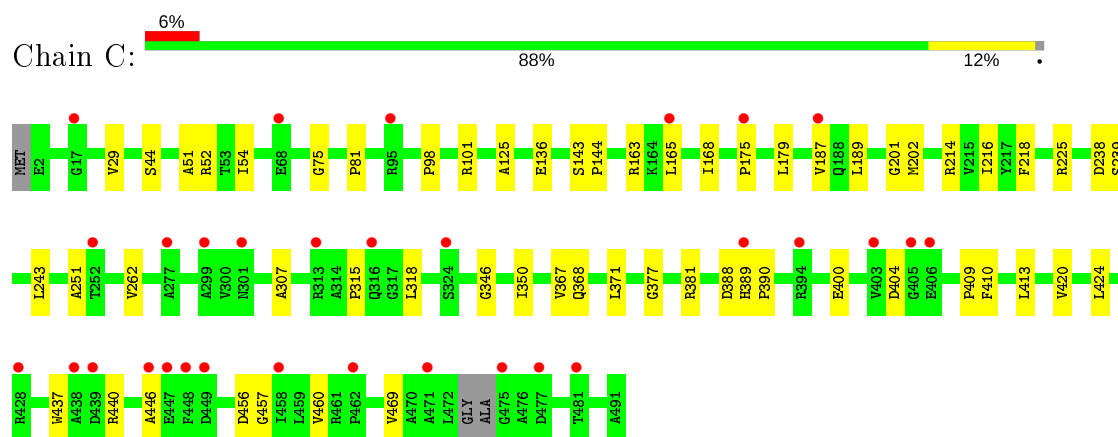 6%
Chain C:
88% 12% •
MET E2 G17 V29 S44 A51 R52 T53 I54 E68 G75 P81 R95 P98 R101 A125 E136 S143 P144 R163 K164 L165 I168 P175 L179 V187 Q188 L189 G201 M202 R214 V215 I216 Y217 F218 R225 D238 S239
L243 A251 T252 V262 A277 A299 V300 N301 A307 R313 A314 P315 Q316 G317 L318 S324 G346 I350 V367 Q368 L371 G377 R381 D388 H389 P390 R394 E400 V403 D404 G405 E406 P409 F410 L413 V420 L424
R428 W437 A438 D439 R440 A446 E447 F448 D449 D456 G457 I458 L459 V460 R461 P462 V469 A470 A471 L472 GLY ALA G475 A476 D477 T481 A491